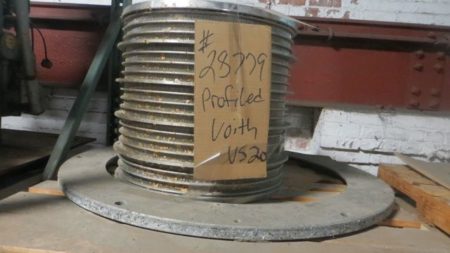 #
28779
Profiled
Voith
VS20